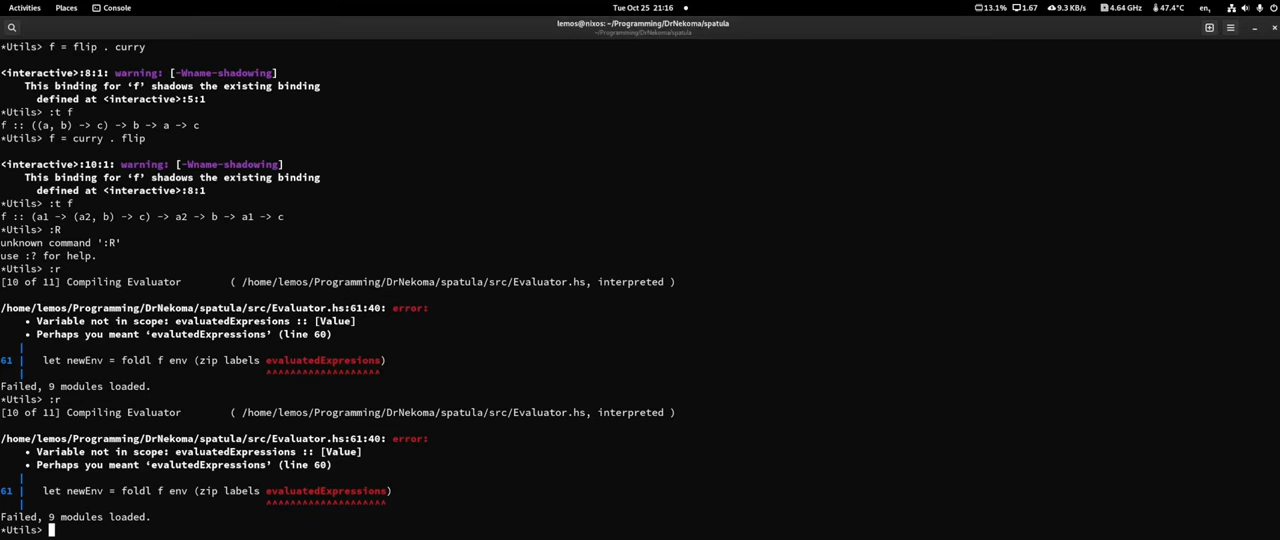 Activities Places Console Tue Oct 25 21:16 13.1% 1.67 9.3 KB/s 4.64 GHz 47.4°C en,
lemos@nixos: ~/Programming/DrNekoma/spatula
~/Programming/DrNekoma/spatula
*Utils> f = flip . curry
<interactive>:8:1: warning: [-Wname-shadowing]
This binding for ‘f’ shadows the existing binding
defined at <interactive>:5:1
*Utils> :t f
f :: ((a, b) -> c) -> b -> a -> c
*Utils> f = curry . flip
<interactive>:10:1: warning: [-Wname-shadowing]
This binding for ‘f’ shadows the existing binding
defined at <interactive>:8:1
*Utils> :t f
f :: (a1 -> (a2, b) -> c) -> a2 -> b -> a1 -> c
*Utils> :R
unknown command ':R'
use :? for help.
*Utils> :r
[10 of 11] Compiling Evaluator ( /home/lemos/Programming/DrNekoma/spatula/src/Evaluator.hs, interpreted )
/home/lemos/Programming/DrNekoma/spatula/src/Evaluator.hs:61:40: error:
• Variable not in scope: evaluatedExpresions :: [Value]
• Perhaps you meant ‘evalutedExpressions’ (line 60)
|
61 | let newEnv = foldl f env (zip labels evaluatedExpresions)
| ^^^^^^^^^^^^^^^^^^^
Failed, 9 modules loaded.
*Utils> :r
[10 of 11] Compiling Evaluator ( /home/lemos/Programming/DrNekoma/spatula/src/Evaluator.hs, interpreted )
/home/lemos/Programming/DrNekoma/spatula/src/Evaluator.hs:61:40: error:
• Variable not in scope: evaluatedExpressions :: [Value]
• Perhaps you meant ‘evalutedExpressions’ (line 60)
|
61 | let newEnv = foldl f env (zip labels evaluatedExpressions)
| ^^^^^^^^^^^^^^^^^^^^
Failed, 9 modules loaded.
*Utils>